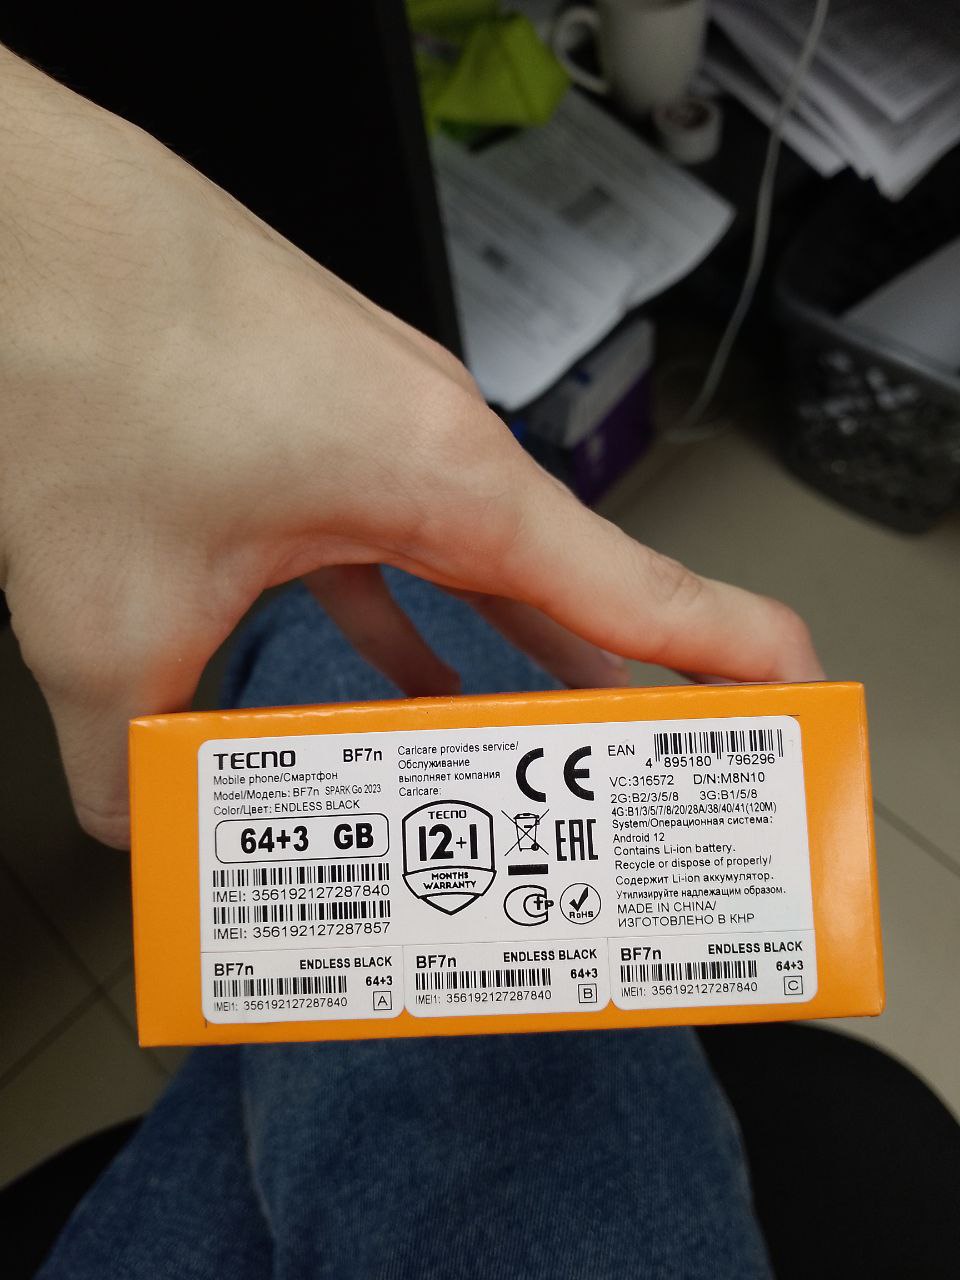 TECNO BF7n
Mobile phone/Смартфон
Model/Модель: BF7n SPARK Go 2023
Color/Цвет: ENDLESS BLACK
64+3 GB
IMEI: 356192127287840
IMEI: 356192127287857
Carlcare provides service/
Обслуживание
выполняет компания
Carlcare:
TECNO
12+1
MONTHS
WARRANTY
CE
EAC
RoHS
EAN
4 895180 796296
VC:316572 D/N:M8N10
2G:B2/3/5/8 3G:B1/5/8
4G:B1/3/5/7/8/20/28A/38/40/41(120M)
System/Операционная система:
Android 12
Contains Li-ion battery.
Recycle or dispose of properly/
Содержит Li-ion аккумулятор.
Утилизируйте надлежащим образом.
MADE IN CHINA/
ИЗГОТОВЛЕНО В КНР
BF7n ENDLESS BLACK
64+3
IMEI1: 356192127287840 A
BF7n ENDLESS BLACK
64+3
IMEI1: 356192127287840 B
BF7n ENDLESS BLACK
64+3
IMEI1: 356192127287840 C